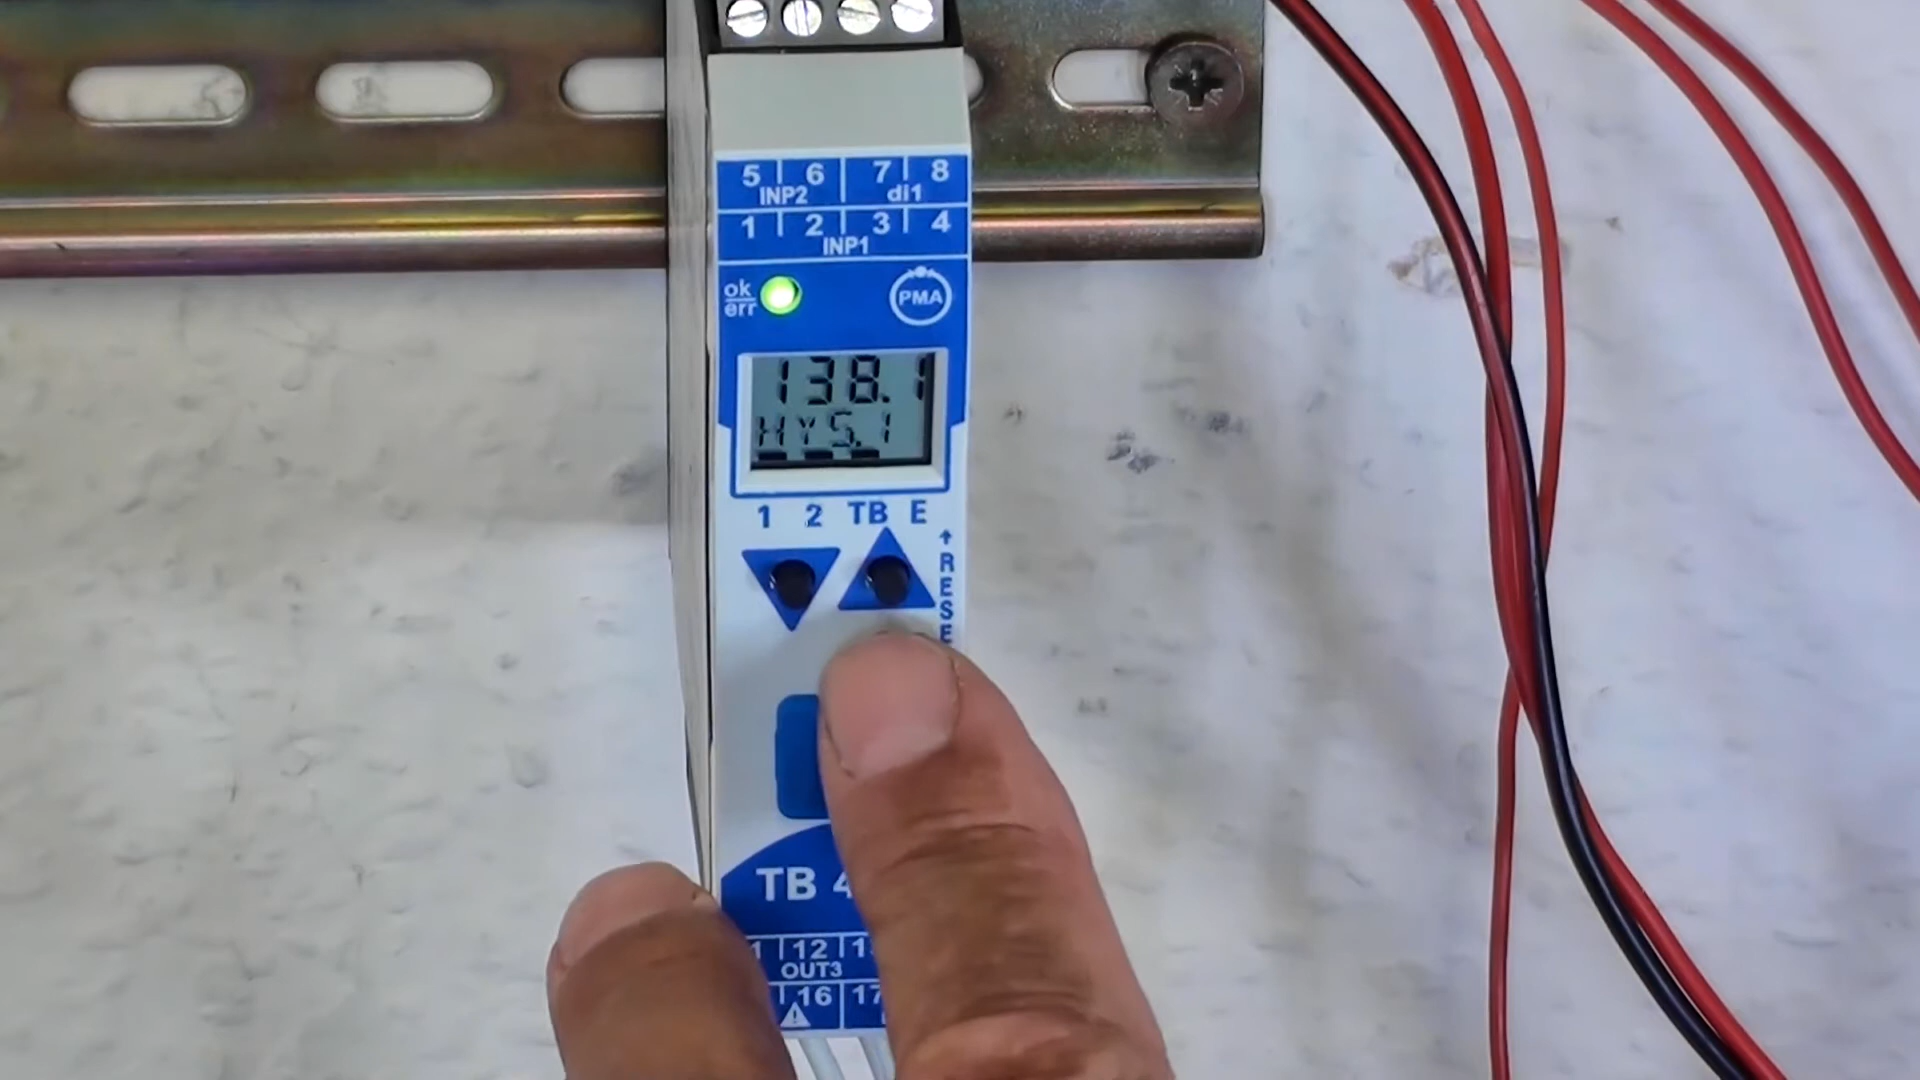 5 6 7 8
INP2 di1
1 2 3 4
INP1
ok
err
PMA
138.1
HYS.1
1 2 TB E
RESE
TB 4
12
OUT3
16 17